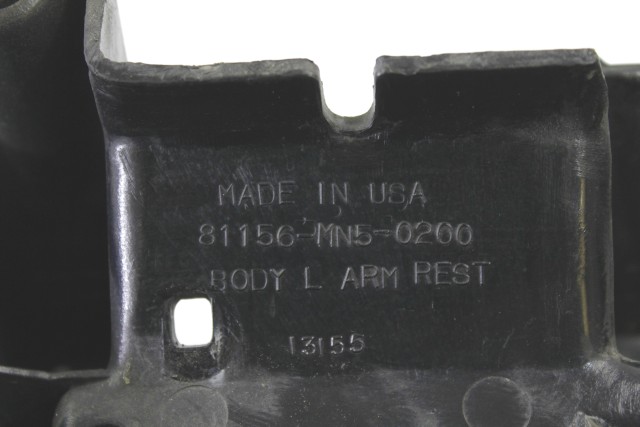 MADE IN USA
81156-MN5-0200
BODY L ARM REST
13155